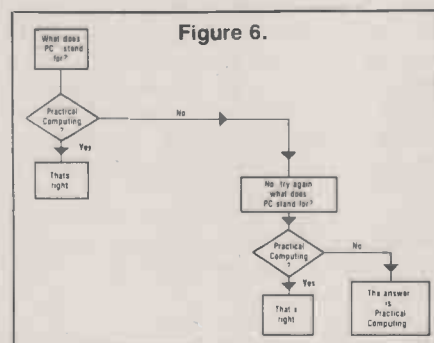 Figure 6.
What does
PC stand
for?
Practical
Computing
?
No
Yes
Thats
right
No try again
what does
PC stand for?
Practical
Computing
?
No
Yes
That s
right
The answer
is
Practical
Computing